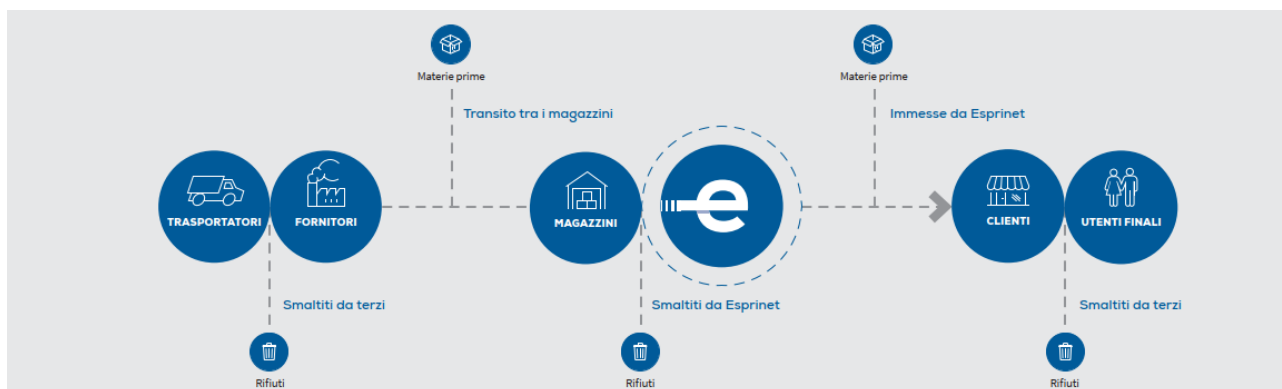 Materie prime
Materie prime
Transito tra i magazzini
Immesse da Esprinet
TRASPORTATORI
FORNITORI
MAGAZZINI
e
CLIENTI
UTENTI FINALI
Smaltiti da terzi
Smaltiti da Esprinet
Smaltiti da terzi
Rifiuti
Rifiuti
Rifiuti